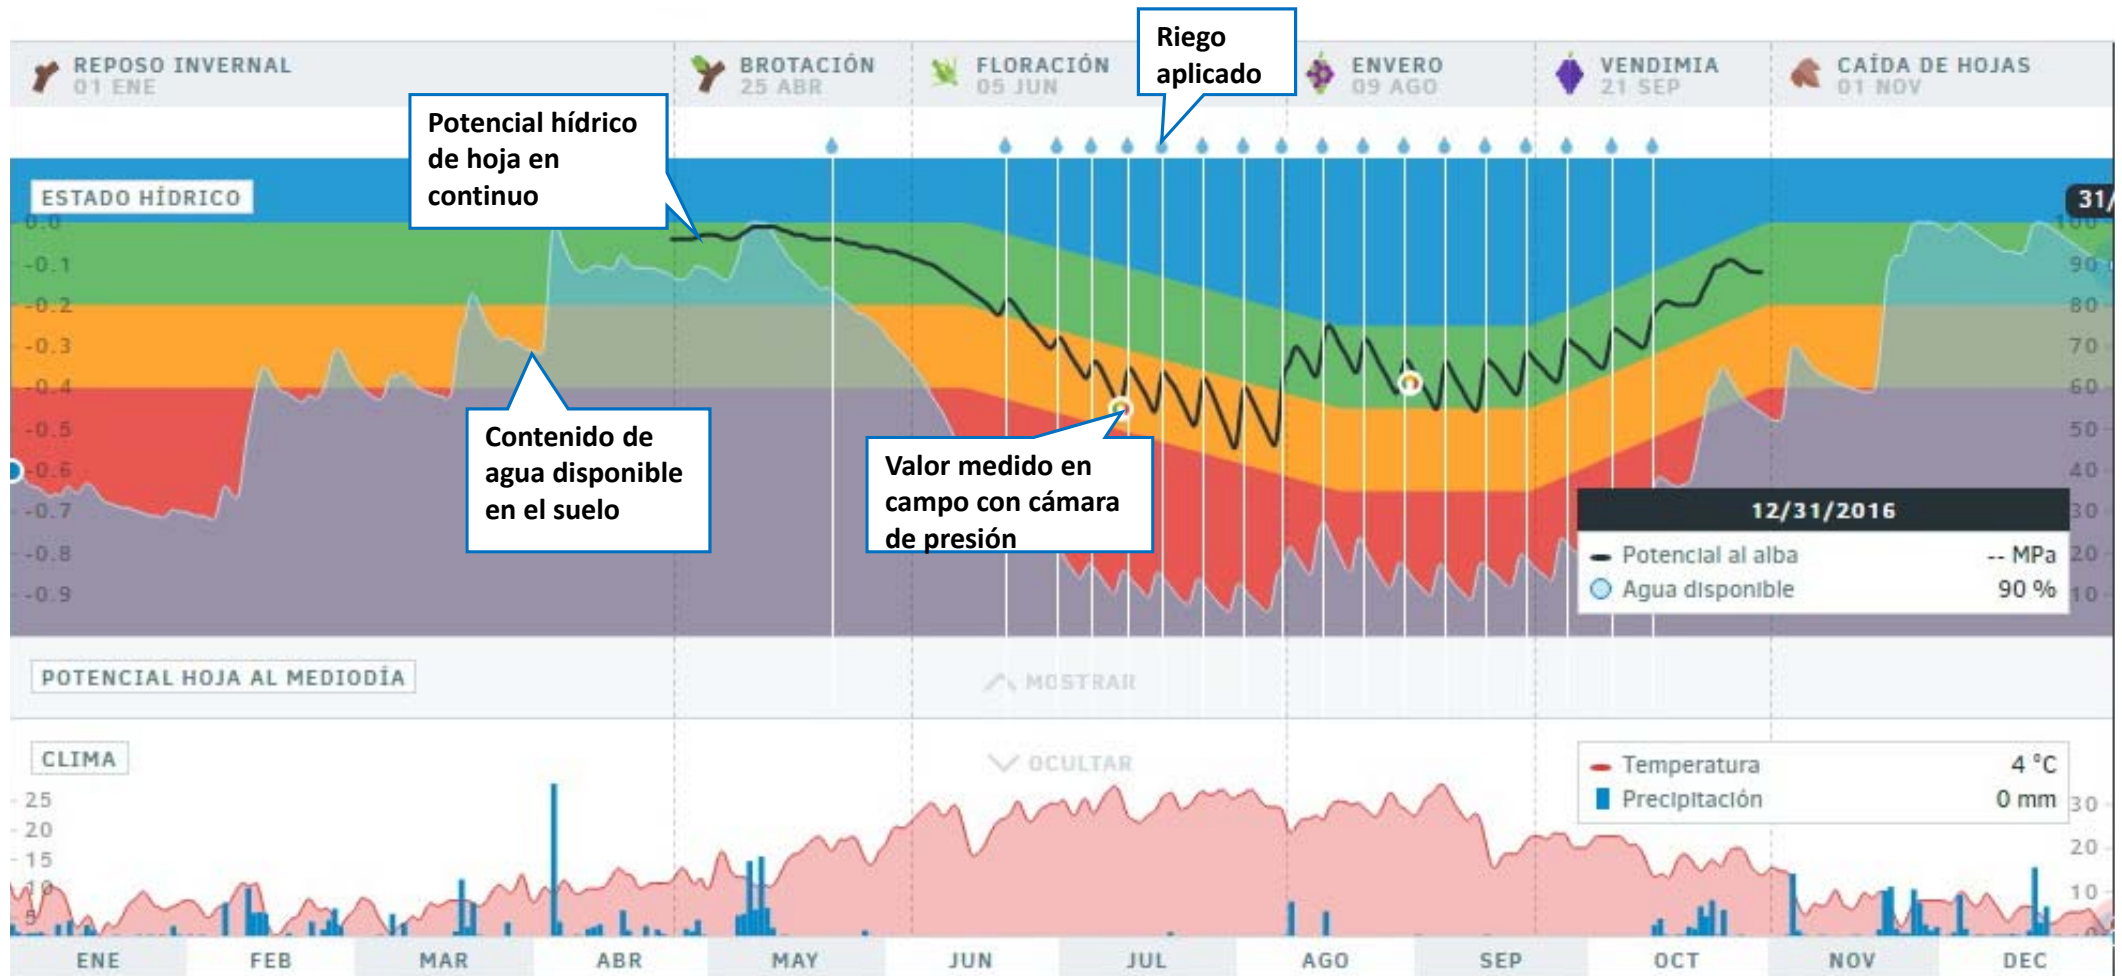 Riego
aplicado
REPOSO INVERNAL
01 ENE
BROTACIÓN
25 ABR
FLORACIÓN
05 JUN
ENVERO
09 AGO
VENDIMIA
21 SEP
CAÍDA DE HOJAS
01 NOV
Potencial hídrico
de hoja en
continuo
ESTADO HÍDRICO
31/
0.0
-0.1
-0.2
-0.3
-0.4
-0.5
-0.6
-0.7
-0.8
-0.9
100
90
80
70
60
50
40
30
20
10
Contenido de
agua disponible
en el suelo
Valor medido en
campo con cámara
de presión
12/31/2016
Potencial al alba -- MPa
Agua disponible 90 %
POTENCIAL HOJA AL MEDIODÍA
MOSTRAR
CLIMA
OCULTAR
Temperatura 4 °C
Precipitación 0 mm
25
20
15
10
5
30
20
10
0
ENE FEB MAR ABR MAY JUN JUL AGO SEP OCT NOV DEC